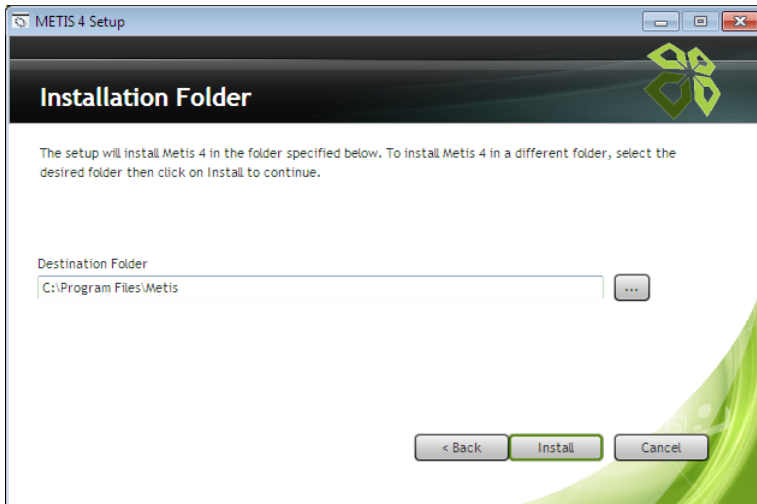 METIS 4 Setup
Installation Folder
The setup will install Metis 4 in the folder specified below. To install Metis 4 in a different folder, select the
desired folder then click on Install to continue.
Destination Folder
C:\Program Files\Metis
...
< Back Install Cancel